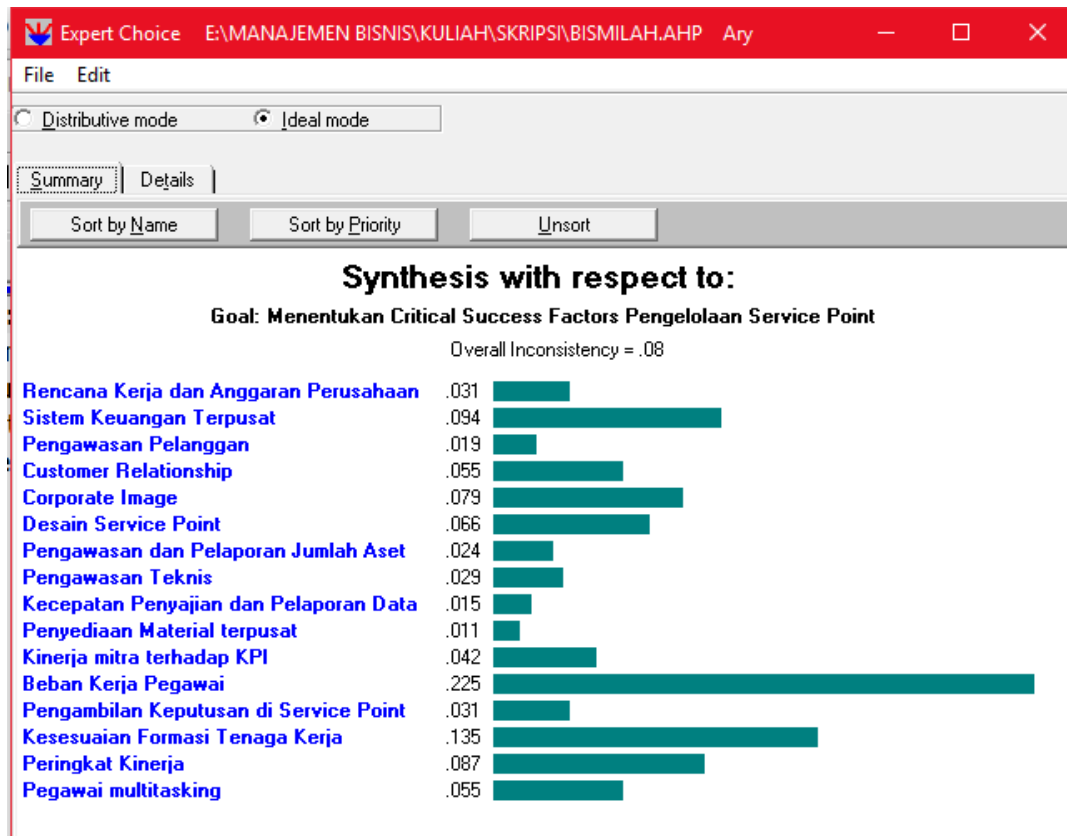 Expert Choice E:\MANAJEMEN BISNIS\KULIAH\SKRIPSI\BISMILAH.AHP Ary
File Edit
Distributive mode Ideal mode
Summary Details
Sort by Name Sort by Priority Unsort
Synthesis with respect to:
Goal: Menentukan Critical Success Factors Pengelolaan Service Point
Overall Inconsistency = .08
Rencana Kerja dan Anggaran Perusahaan .031
Sistem Keuangan Terpusat .094
Pengawasan Pelanggan .019
Customer Relationship .055
Corporate Image .079
Desain Service Point .066
Pengawasan dan Pelaporan Jumlah Aset .024
Pengawasan Teknis .029
Kecepatan Penyajian dan Pelaporan Data .015
Penyediaan Material terpusat .011
Kinerja mitra terhadap KPI .042
Beban Kerja Pegawai .225
Pengambilan Keputusan di Service Point .031
Kesesuaian Formasi Tenaga Kerja .135
Peringkat Kinerja .087
Pegawai multitasking .055